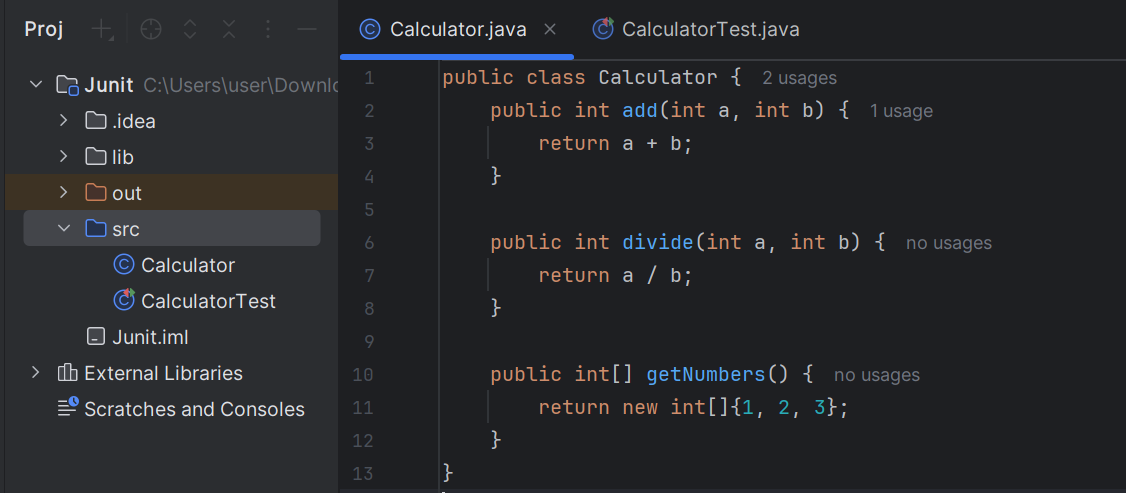 Proj
Junit C:\Users\user\Downlo
.idea
lib
out
src
Calculator
CalculatorTest
Junit.iml
External Libraries
Scratches and Consoles
Calculator.java
CalculatorTest.java
1 public class Calculator { 2 usages
2 public int add(int a, int b) { 1 usage
3 return a + b;
4 }
5
6 public int divide(int a, int b) { no usages
7 return a / b;
8 }
9
10 public int[] getNumbers() { no usages
11 return new int[]{1, 2, 3};
12 }
13 }